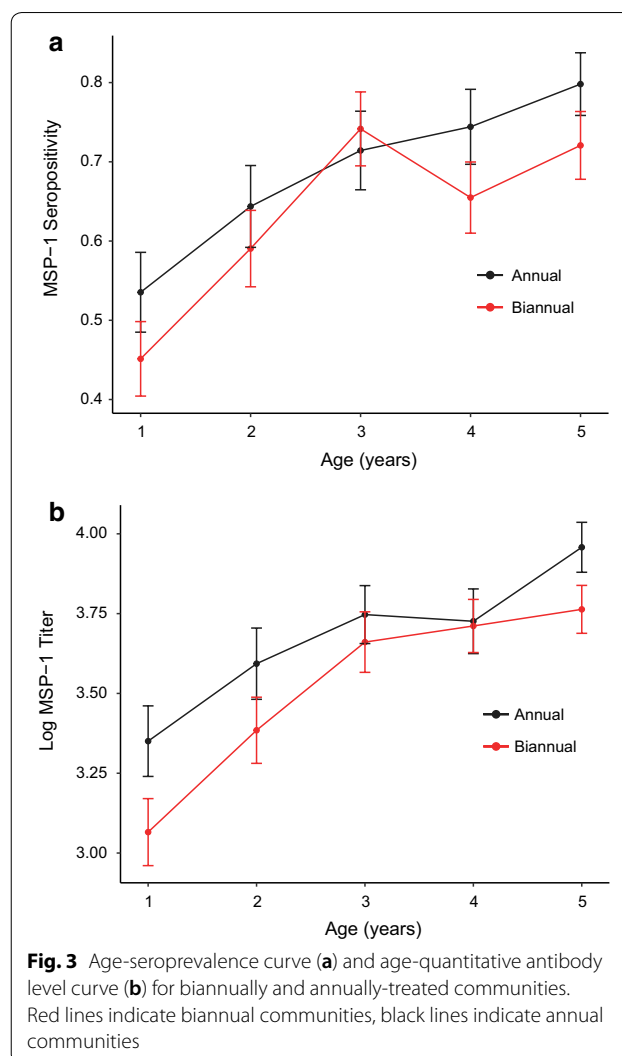 a
MSP−1 Seropositivity
0.8
0.7
0.6
0.5
0.4
Annual
Biannual
1 2 3 4 5
Age (years)
b
Log MSP−1 Titer
4.00
3.75
3.50
3.25
3.00
Annual
Biannual
1 2 3 4 5
Age (years)
Fig. 3 Age-seroprevalence curve (a) and age-quantitative antibody
level curve (b) for biannually and annually-treated communities.
Red lines indicate biannual communities, black lines indicate annual
communities